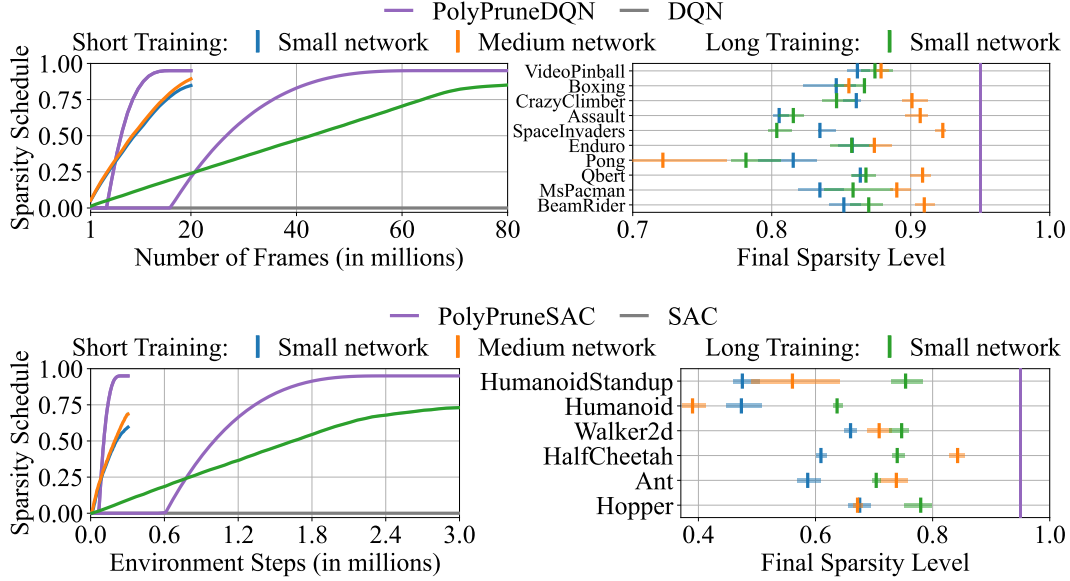 PolyPruneDQN DQN
Short Training: Small network Medium network Long Training: Small network
Sparsity Schedule
1.00
0.75
0.50
0.25
0.00
1 20 40 60 80
Number of Frames (in millions)
VideoPinball
Boxing
CrazyClimber
Assault
SpaceInvaders
Enduro
Pong
Qbert
MsPacman
BeamRider
0.7 0.8 0.9 1.0
Final Sparsity Level
PolyPruneSAC SAC
Short Training: Small network Medium network Long Training: Small network
Sparsity Schedule
1.00
0.75
0.50
0.25
0.00
0.0 0.6 1.2 1.8 2.4 3.0
Environment Steps (in millions)
HumanoidStandup
Humanoid
Walker2d
HalfCheetah
Ant
Hopper
0.4 0.6 0.8 1.0
Final Sparsity Level